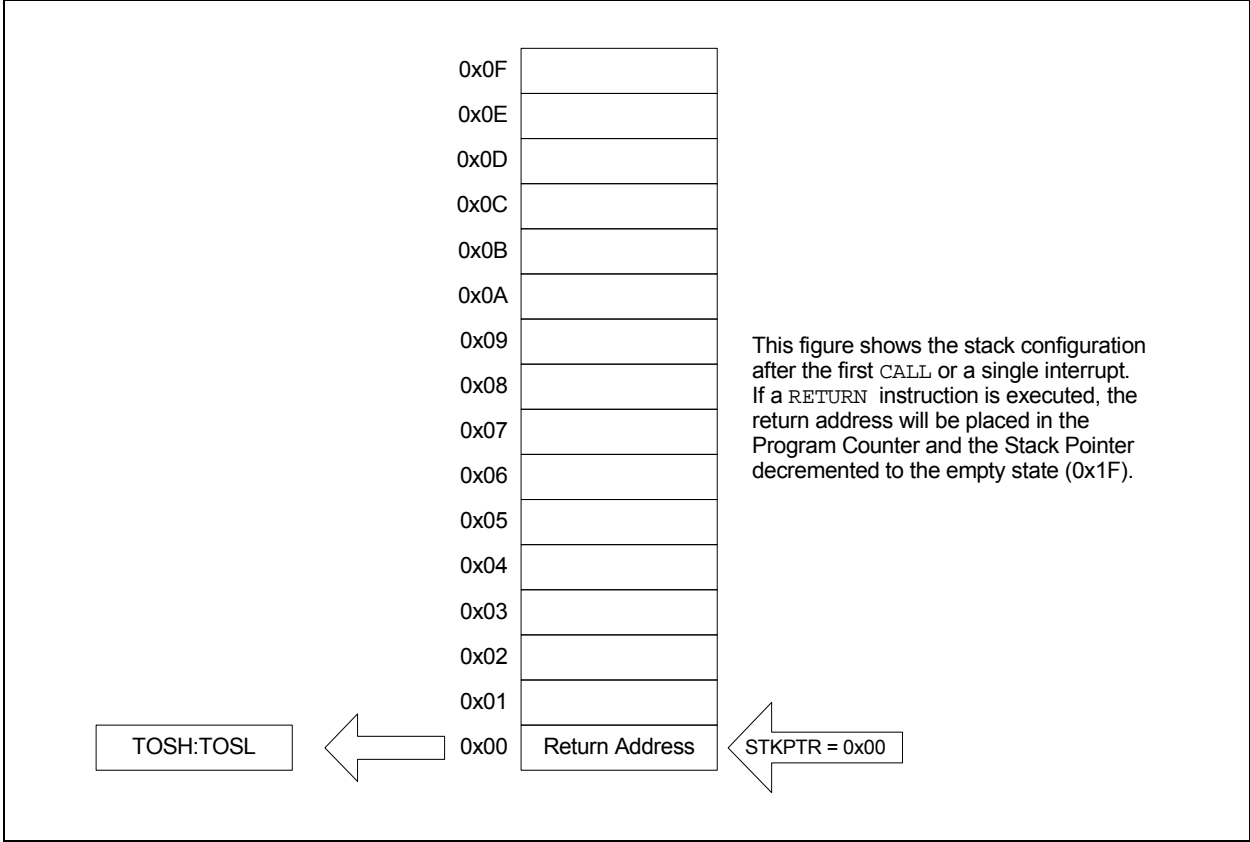 0x0F
0x0E
0x0D
0x0C
0x0B
0x0A
0x09
0x08
0x07
0x06
0x05
0x04
0x03
0x02
0x01
This figure shows the stack configuration
after the first CALL or a single interrupt.
If a RETURN instruction is executed, the
return address will be placed in the
Program Counter and the Stack Pointer
decremented to the empty state (0x1F).
TOSH:TOSL 0x00 Return Address STKPTR = 0x00